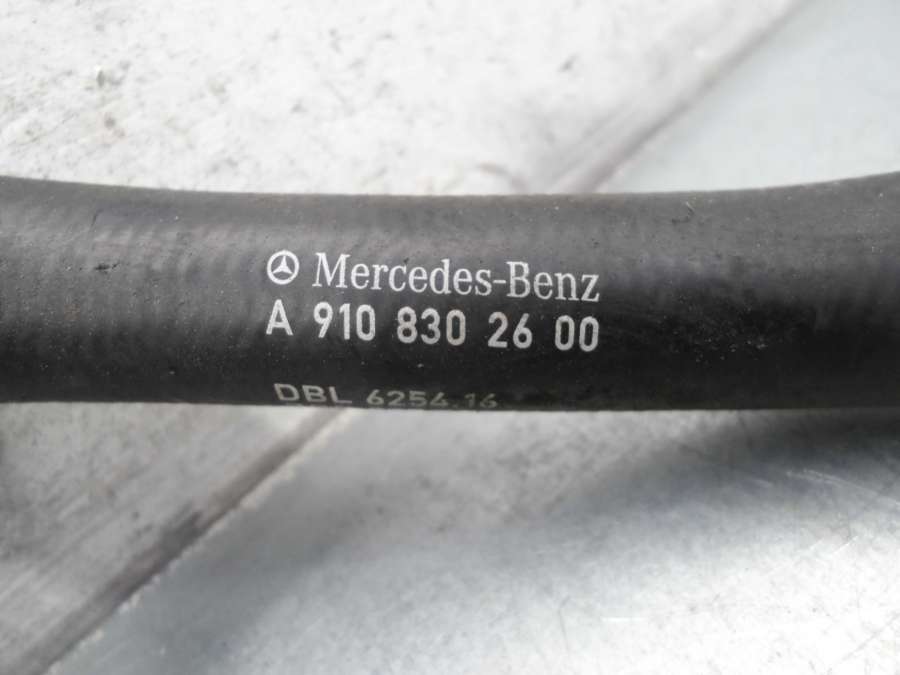 Mercedes-Benz
A 910 830 26 00
DBL 6254.16